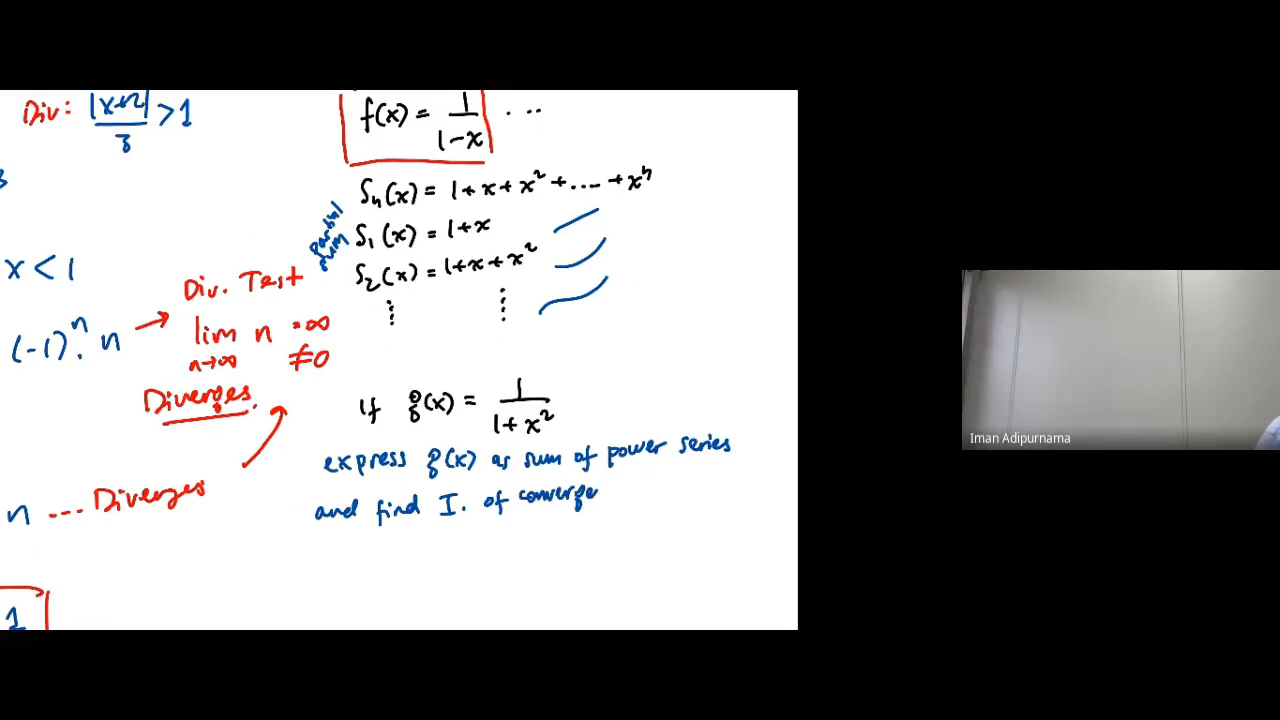 Div: |x+2|/3 > 1
f(x) = 1/(1-x) . ...
Sₙ(x) = 1+x+x²+....+xⁿ
partial sum
S₁(x) = 1+x
S₂(x) = 1+x+x²
⋮ ⋮
x < 1
Div. Test
(-1)ⁿ . n →
lim n→∞ n = ∞
≠0
Diverges.
If g(x) = 1/(1+x²)
express g(x) as sum of power series
and find I. of converge
n ... Diverges
1
Iman Adipurnama